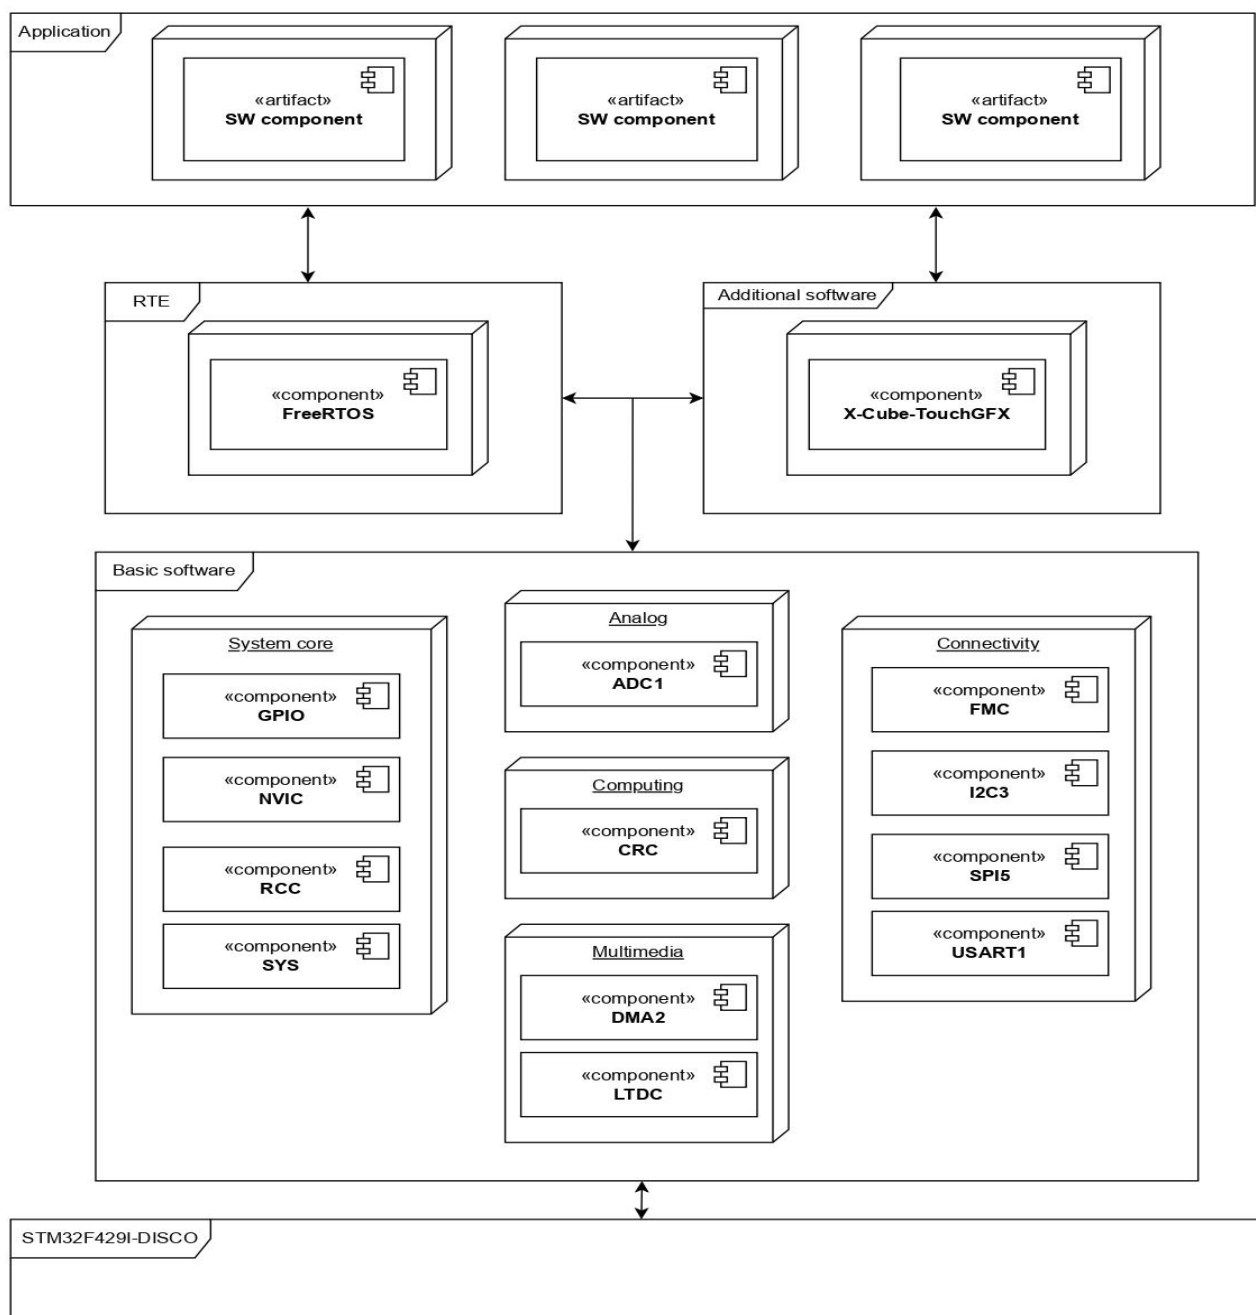 Application
«artifact»
SW component
«artifact»
SW component
«artifact»
SW component
RTE
«component»
FreeRTOS
Additional software
«component»
X-Cube-TouchGFX
Basic software
System core
«component»
GPIO
«component»
NVIC
«component»
RCC
«component»
SYS
Analog
«component»
ADC1
Computing
«component»
CRC
Multimedia
«component»
DMA2
«component»
LTDC
Connectivity
«component»
FMC
«component»
I2C3
«component»
SPI5
«component»
USART1
STM32F429I-DISCO